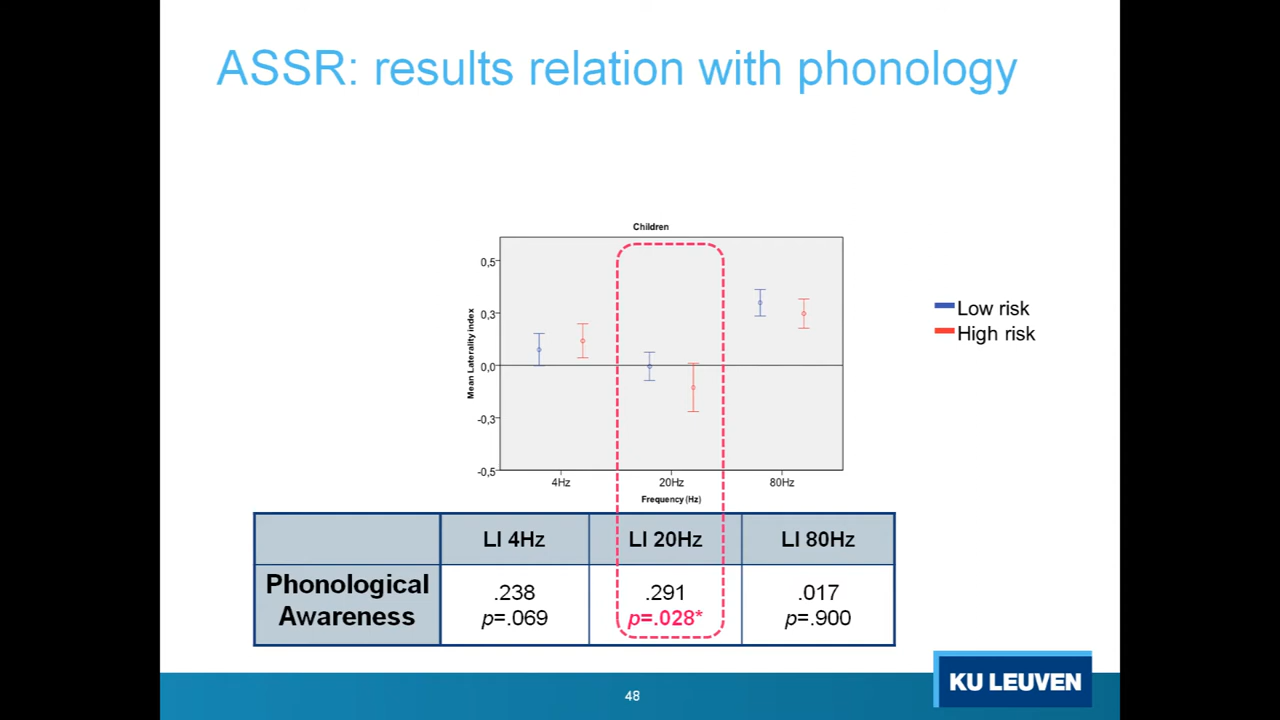 ASSR: results relation with phonology
Children
0,5
0,3
0,0
-0,3
-0,5
Mean Laterality index
4Hz
20Hz
80Hz
Frequency (Hz)
Low risk
High risk
LI 4Hz
LI 20Hz
LI 80Hz
Phonological
Awareness
.238
p=.069
.291
p=.028*
.017
p=.900
48
KU LEUVEN